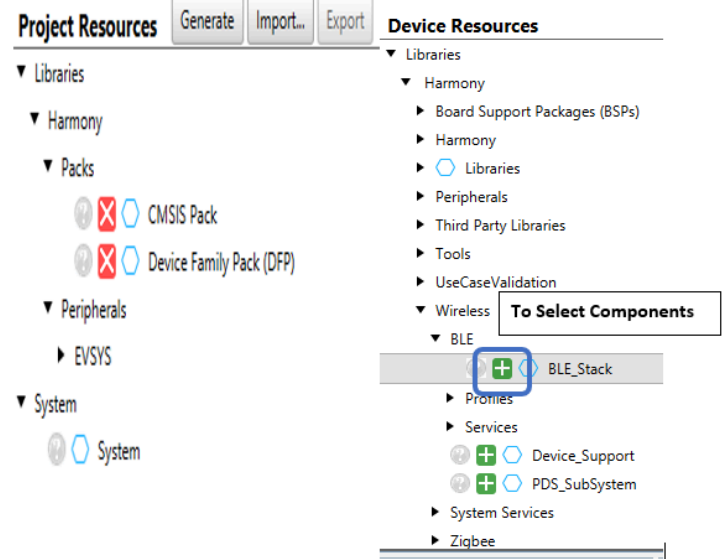 Project Resources
Generate
Import...
Export
Libraries
Harmony
Packs
CMSIS Pack
Device Family Pack (DFP)
Peripherals
EVSYS
System
System
Device Resources
Libraries
Harmony
Board Support Packages (BSPs)
Harmony
Libraries
Peripherals
Third Party Libraries
Tools
UseCaseValidation
Wireless
To Select Components
BLE
BLE_Stack
Profiles
Services
Device_Support
PDS_SubSystem
System Services
Zigbee